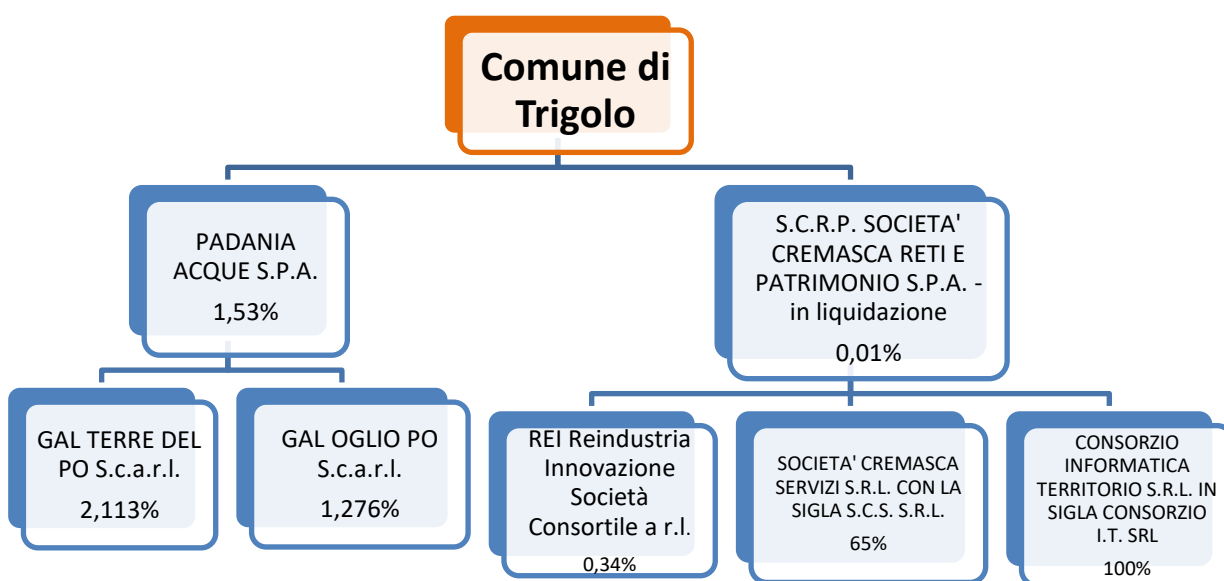 Comune di
Trigolo
PADANIA
ACQUE S.P.A.
1,53%
S.C.R.P. SOCIETA'
CREMASCA RETI E
PATRIMONIO S.P.A. -
in liquidazione
0,01%
GAL TERRE DEL
PO S.c.a.r.l.
2,113%
GAL OGLIO PO
S.c.a.r.l.
1,276%
REI Reindustria
Innovazione
Società
Consortile a r.l.
0,34%
SOCIETA' CREMASCA
SERVIZI S.R.L. CON LA
SIGLA S.C.S. S.R.L.
65%
CONSORZIO
INFORMATICA
TERRITORIO S.R.L. IN
SIGLA CONSORZIO
I.T. SRL
100%